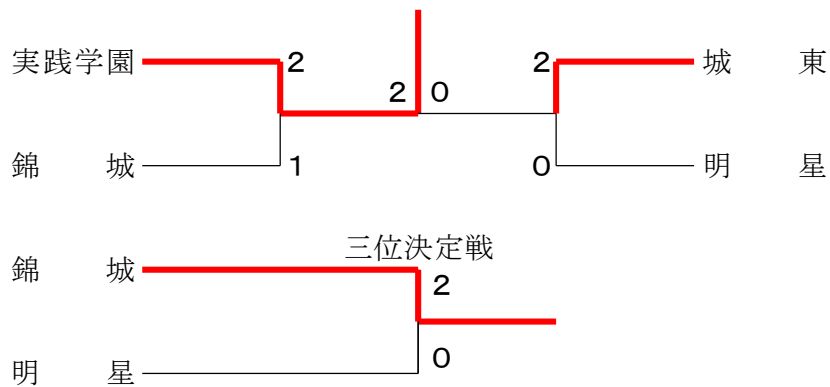 実践学園 2 2 城 東
2 0
錦 城 1 0 明 星
三位決定戦
錦 城 2
明 星 0